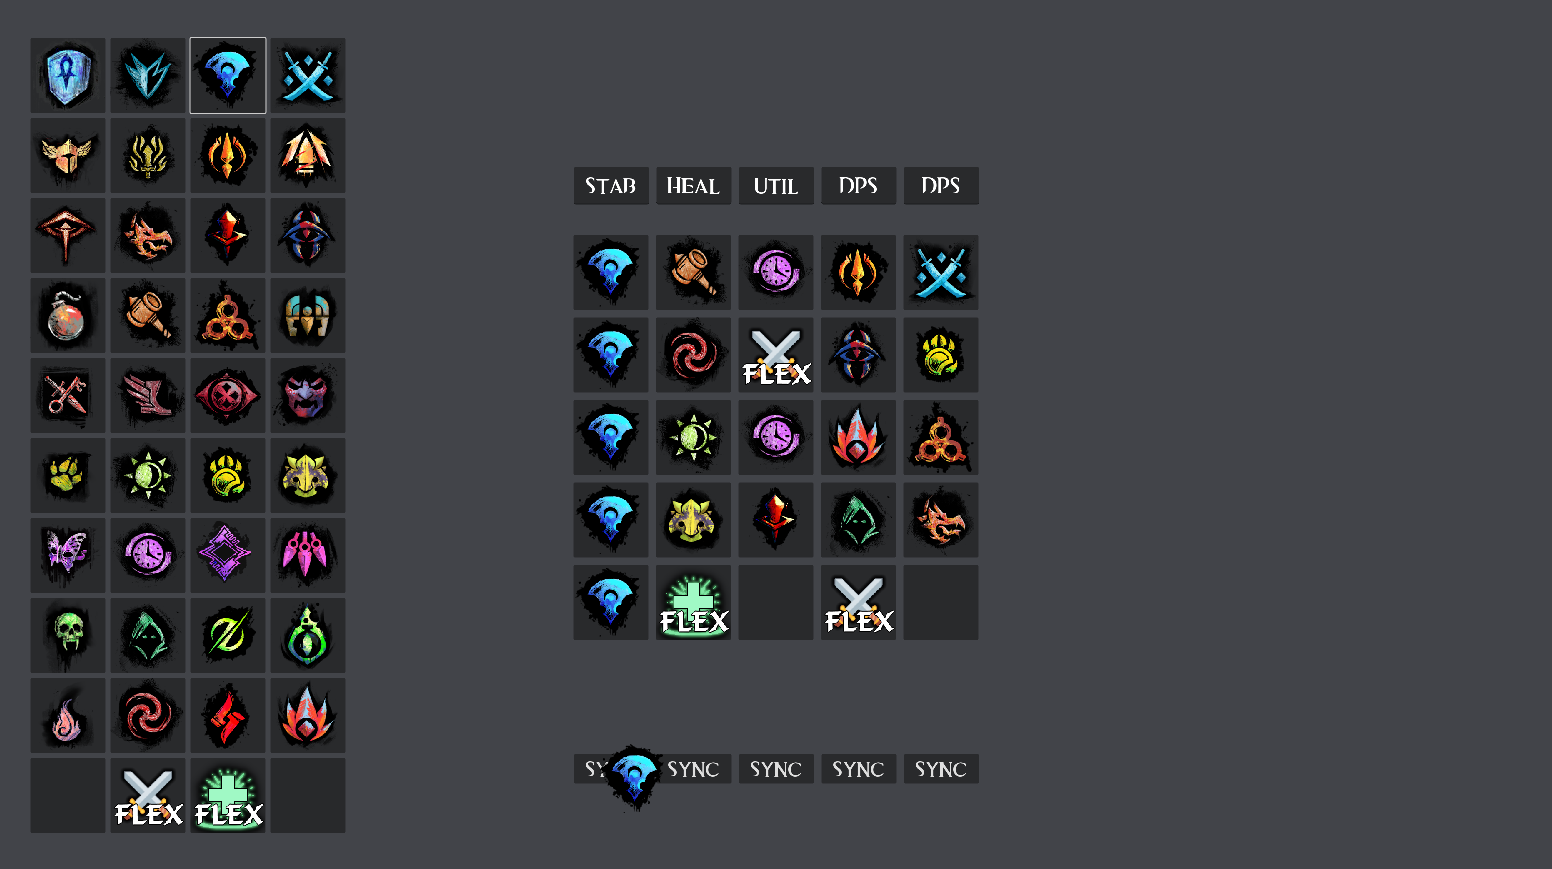 STAB HEAL UTIL DPS DPS
FLEX
FLEX FLEX
SYNC SYNC SYNC SYNC
FLEX FLEX